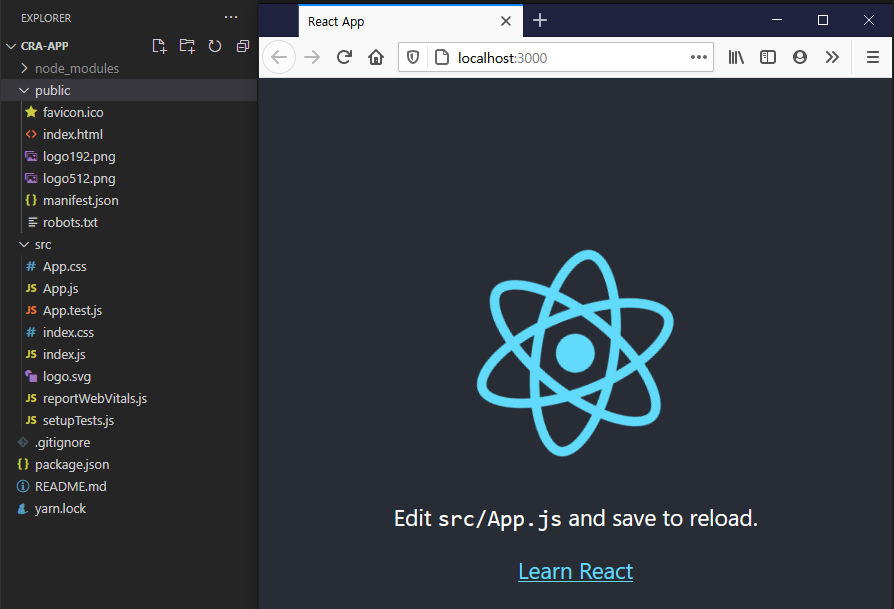 EXPLORER
CRA-APP
node_modules
public
favicon.ico
index.html
logo192.png
logo512.png
manifest.json
robots.txt
src
App.css
App.js
App.test.js
index.css
index.js
logo.svg
reportWebVitals.js
setupTests.js
.gitignore
package.json
README.md
yarn.lock
React App
localhost:3000
Edit src/App.js and save to reload.
Learn React